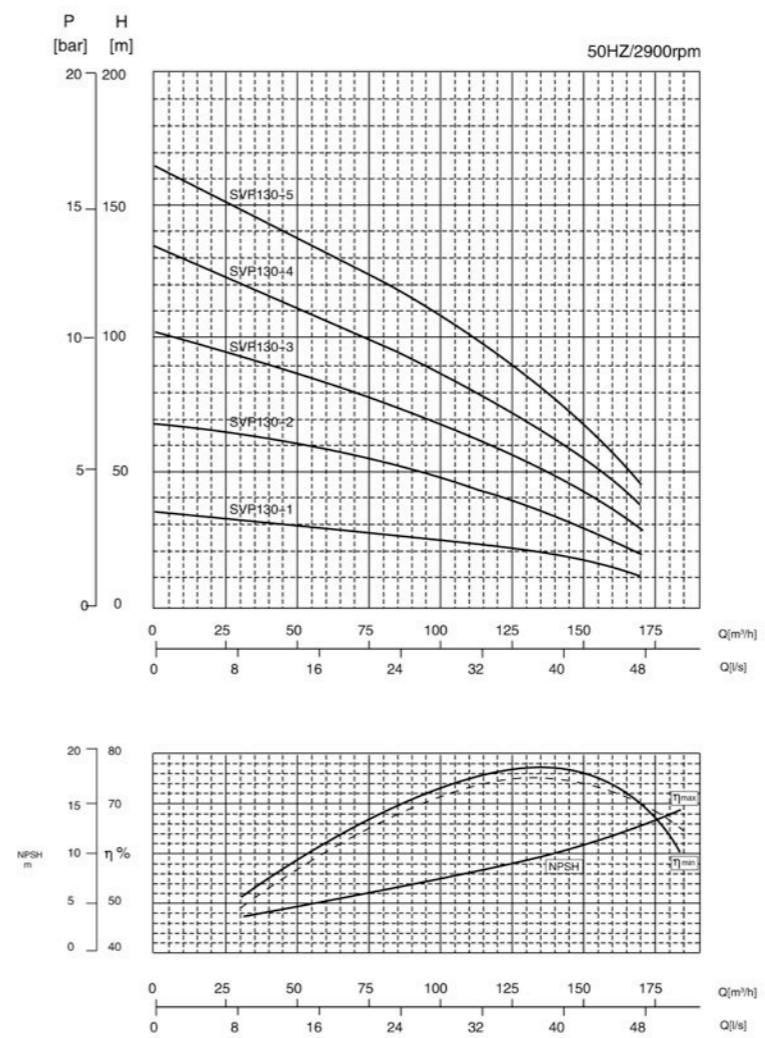 P H
[bar] [m]
50HZ/2900rpm
20 200
SVP130-5
15 150
SVP130-4
10 100
SVP130-3
SVP130-2
5 50
SVP130-1
0 0
0 25 50 75 100 125 150 175 Q[m³/h]
0 8 16 24 32 40 48 Q[l/s]
20 80
ηmax
15 70
NPSH
m
10 η%
NPSH
ηmin
5 50
0 40
0 25 50 75 100 125 150 175 Q[m³/h]
0 8 16 24 32 40 48 Q[l/s]